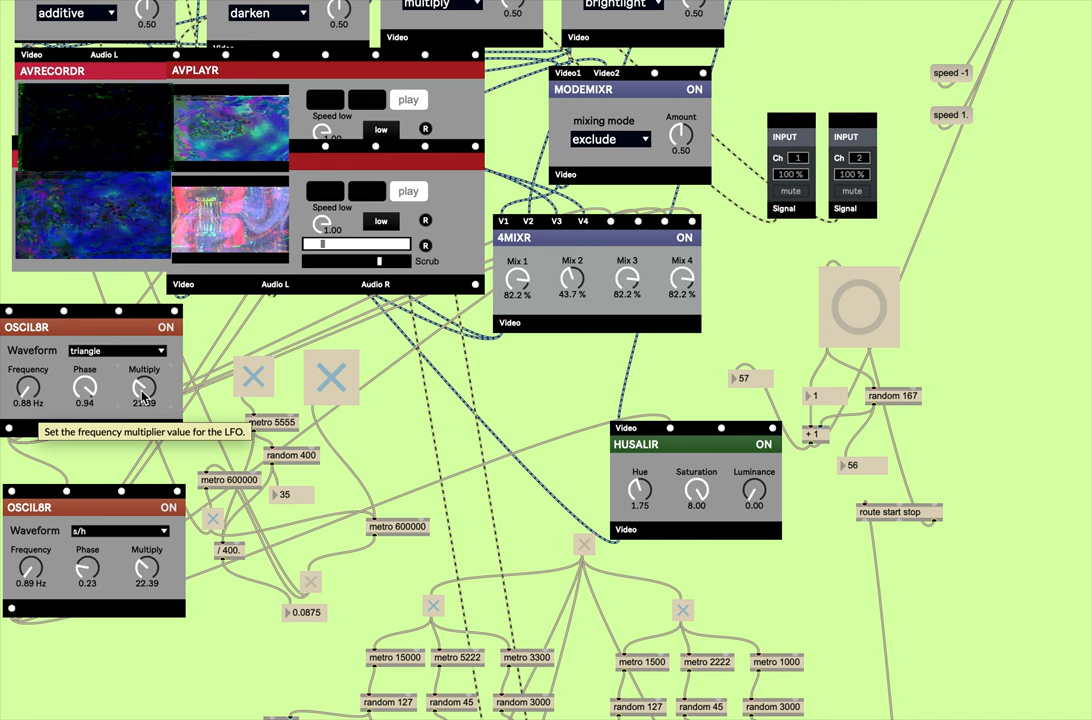 additive
0.50
darken
0.50
multiply
0.50
brightlight
0.50
Video
Video
Video
Audio L
AVRECORDR
AVPLAYR
play
Speed low
1.00
low
R
play
Speed low
1.00
low
R
R
Scrub
Video
Audio L
Audio R
Video1
Video2
MODEMIXR
ON
mixing mode
Amount
exclude
0.50
Video
V1
V2
V3
V4
4MIXR
ON
Mix 1
Mix 2
Mix 3
Mix 4
82.2 %
43.7 %
82.2 %
82.2 %
Video
INPUT
Ch
1
100 %
mute
Signal
INPUT
Ch
2
100 %
mute
Signal
speed -1
speed 1.
OSCIL8R
ON
Waveform
triangle
Frequency
Phase
Multiply
0.88 Hz
0.94
Set the frequency multiplier value for the LFO.
OSCIL8R
ON
Waveform
s/h
Frequency
Phase
Multiply
0.89 Hz
0.23
22.39
metro 5555
random 400
metro 600000
35
/ 400.
metro 600000
0.0875
57
1
random 167
+ 1
56
route start stop
Video
HUSALIR
ON
Hue
Saturation
Luminance
1.75
8.00
0.00
Video
metro 15000
metro 5222
metro 3300
metro 1500
metro 2222
metro 1000
random 127
random 45
random 3000
random 127
random 45
random 3000